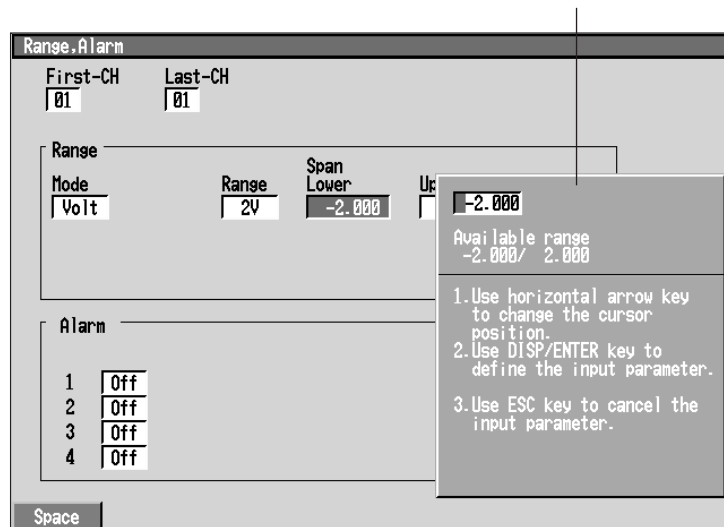 Range,Alarm
First-CH Last-CH
01 01
Range
Span
Mode Range Lower Up
Volt 2V -2.000
-2.000
Available range
-2.000/ 2.000
1.Use horizontal arrow key
to change the cursor
position.
2.Use DISP/ENTER key to
define the input parameter.
3.Use ESC key to cancel the
input parameter.
Alarm
1 Off
2 Off
3 Off
4 Off
Space